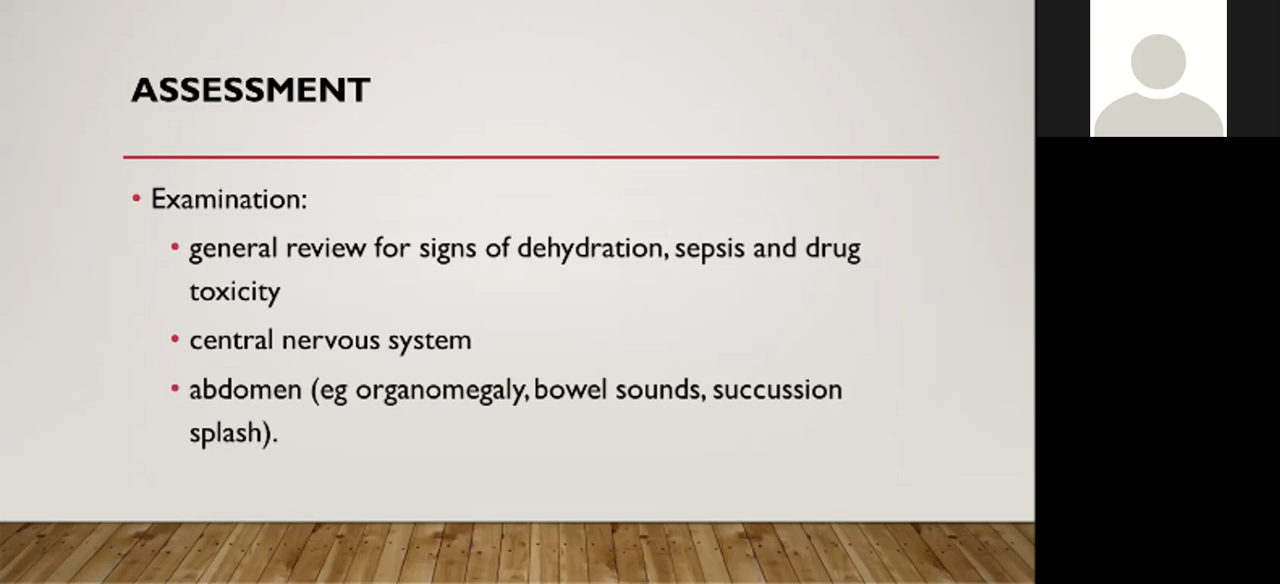 ASSESSMENT
• Examination:
• general review for signs of dehydration, sepsis and drug
toxicity
• central nervous system
• abdomen (eg organomegaly, bowel sounds, succussion
splash).